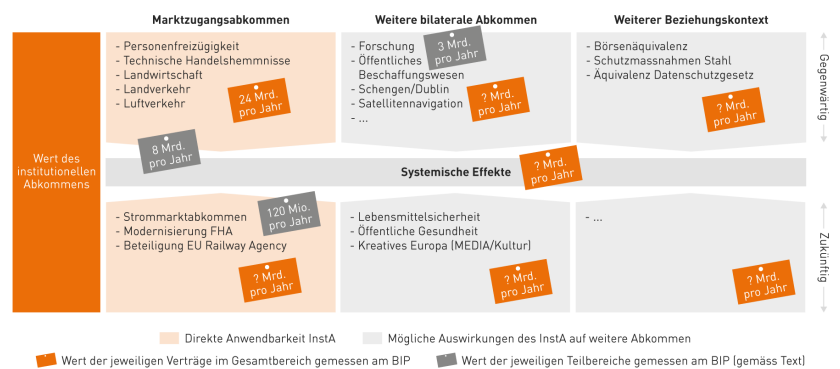 Marktzugangsabkommen
Weitere bilaterale Abkommen
Weiterer Beziehungskontext
Wert des
institutionellen
Abkommens
- Personenfreizügigkeit
- Technische Handelshemmnisse
- Landwirtschaft
- Landverkehr
- Luftverkehr
24 Mrd.
pro Jahr
8 Mrd.
pro Jahr
- Forschung
- Öffentliches
Beschaffungswesen
- Schengen/Dublin
- Satellitennavigation
- ...
3 Mrd.
pro Jahr
? Mrd.
pro Jahr
- Börsenäquivalenz
- Schutzmassnahmen Stahl
- Äquivalenz Datenschutzgesetz
? Mrd.
pro Jahr
Gegenwärtig
Systemische Effekte
? Mrd.
pro Jahr
- Strommarktabkommen
- Modernisierung FHA
- Beteiligung EU Railway Agency
120 Mio.
pro Jahr
? Mrd.
pro Jahr
- Lebensmittelsicherheit
- Öffentliche Gesundheit
- Kreatives Europa (MEDIA/Kultur)
? Mrd.
pro Jahr
- ...
? Mrd.
pro Jahr
Zukünftig
Direkte Anwendbarkeit InstA
Mögliche Auswirkungen des InstA auf weitere Abkommen
Wert der jeweiligen Verträge im Gesamtbereich gemessen am BIP
Wert der jeweiligen Teilbereiche gemessen am BIP (gemäss Text)